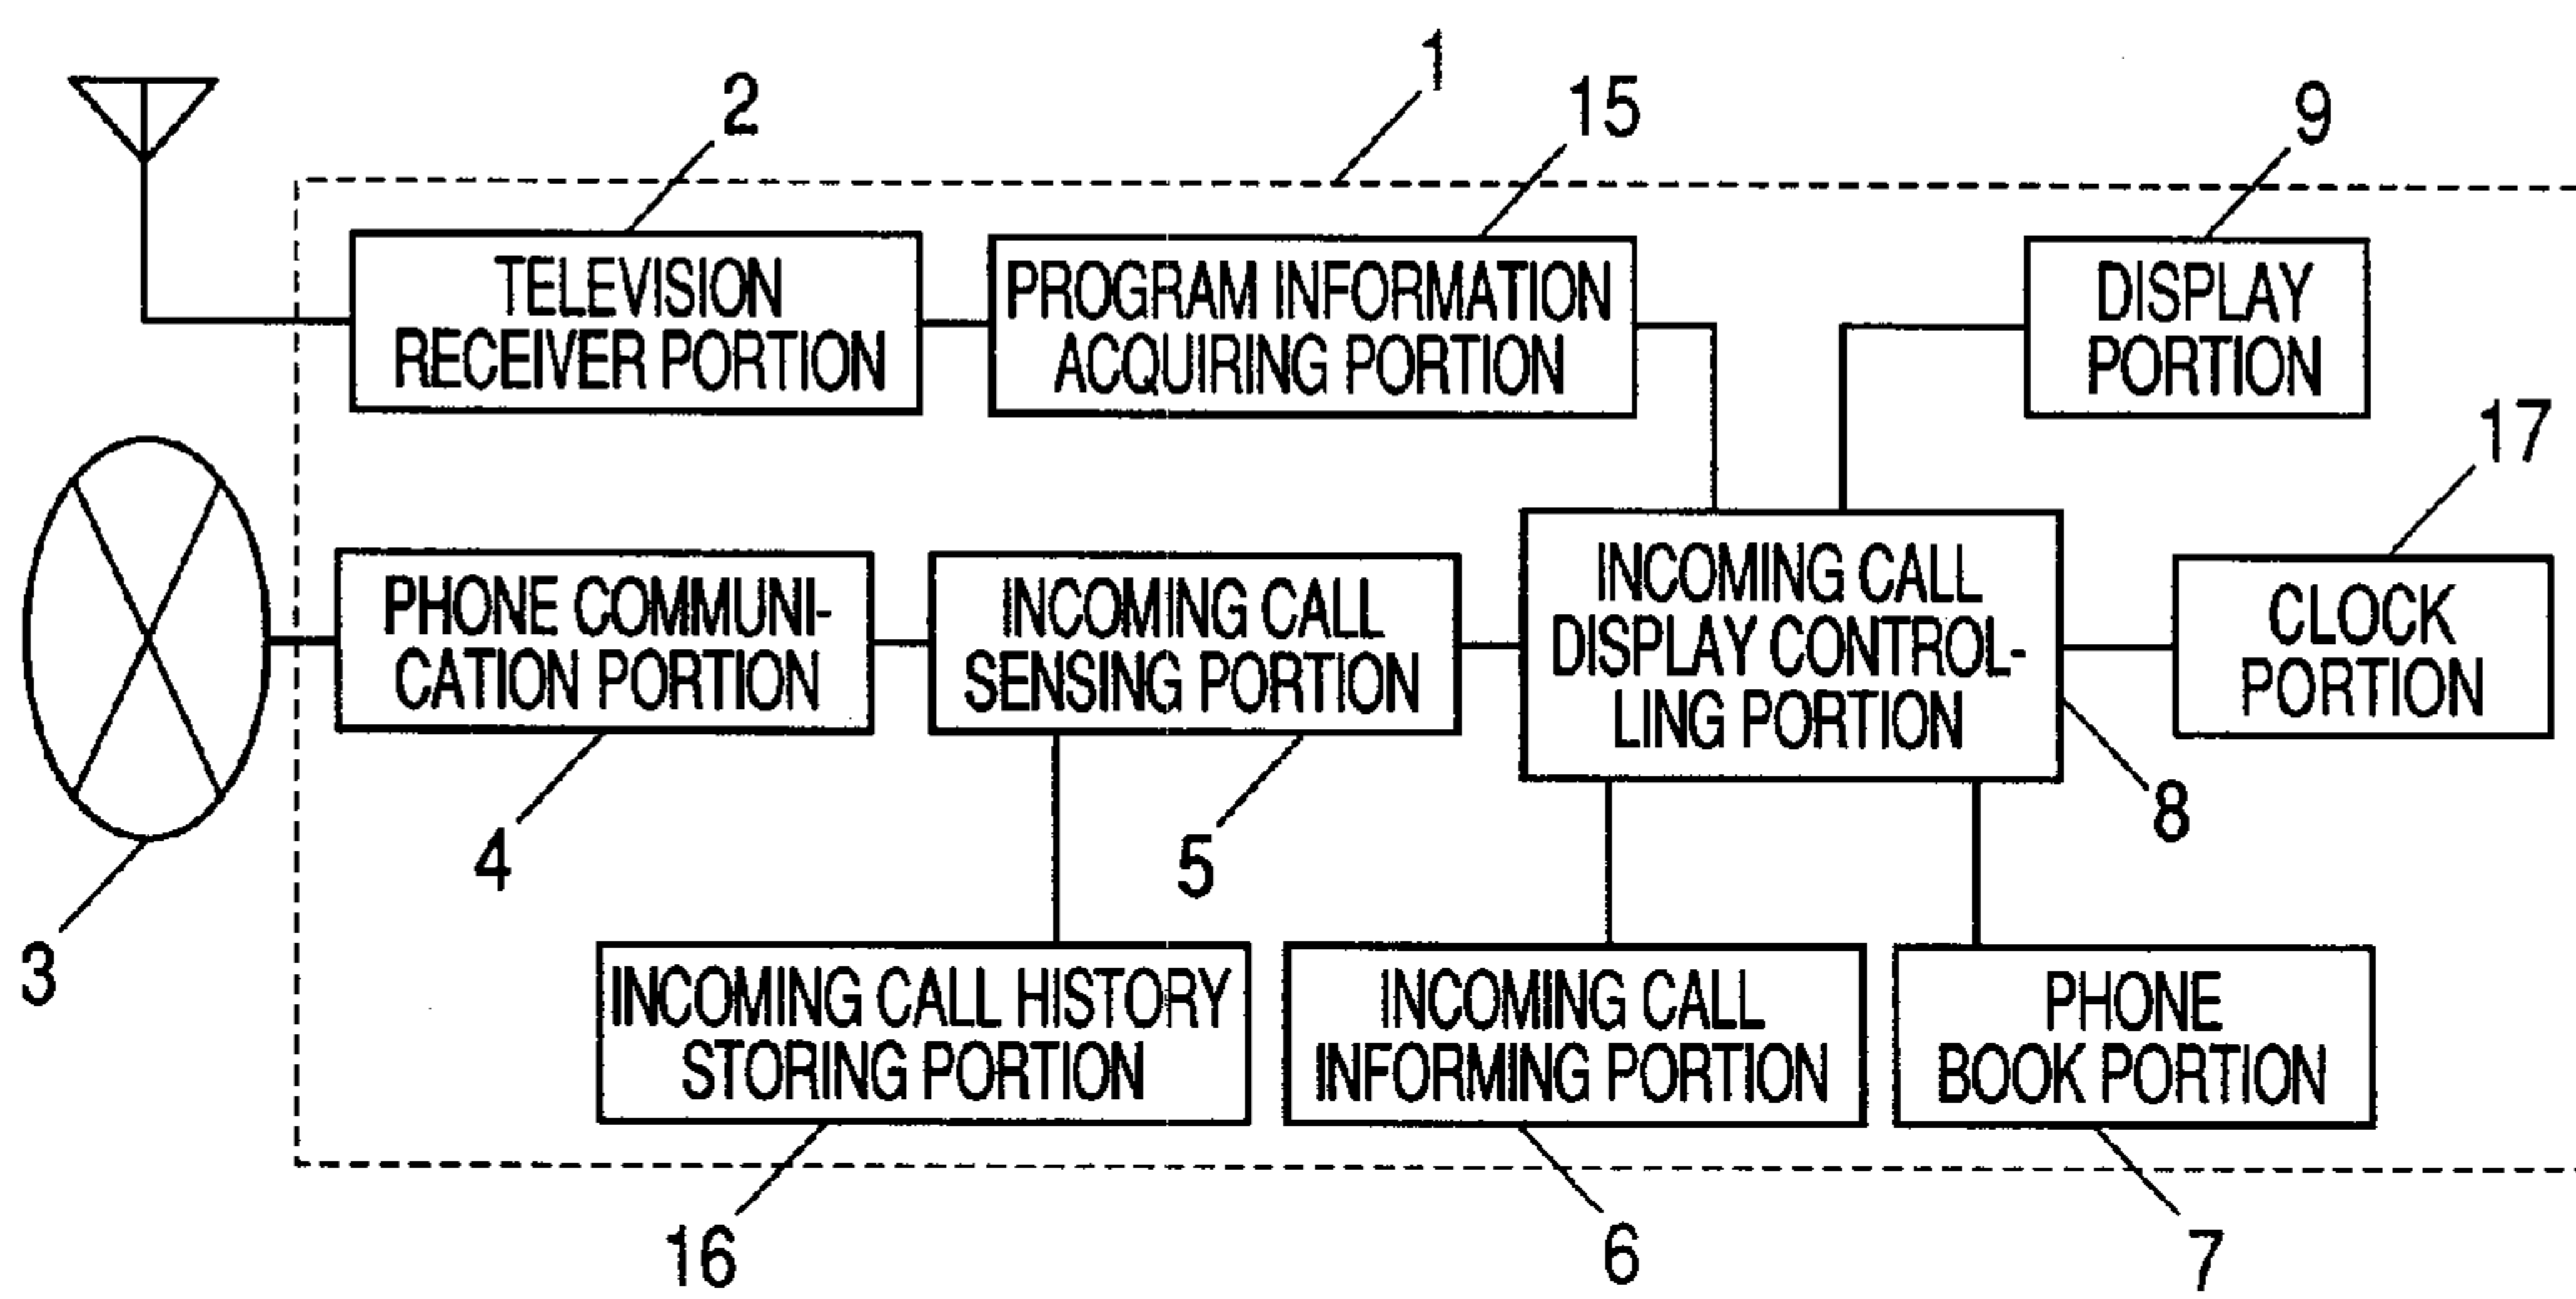 1
2
15
9
TELEVISION
RECEIVER PORTION
PROGRAM INFORMATION
ACQUIRING PORTION
DISPLAY
PORTION
17
PHONE COMMUNI-
CATION PORTION
INCOMING CALL
SENSING PORTION
INCOMING CALL
DISPLAY CONTROL-
LING PORTION
CLOCK
PORTION
8
4
5
3
INCOMING CALL HISTORY
STORING PORTION
INCOMING CALL
INFORMING PORTION
PHONE
BOOK PORTION
16
6
7